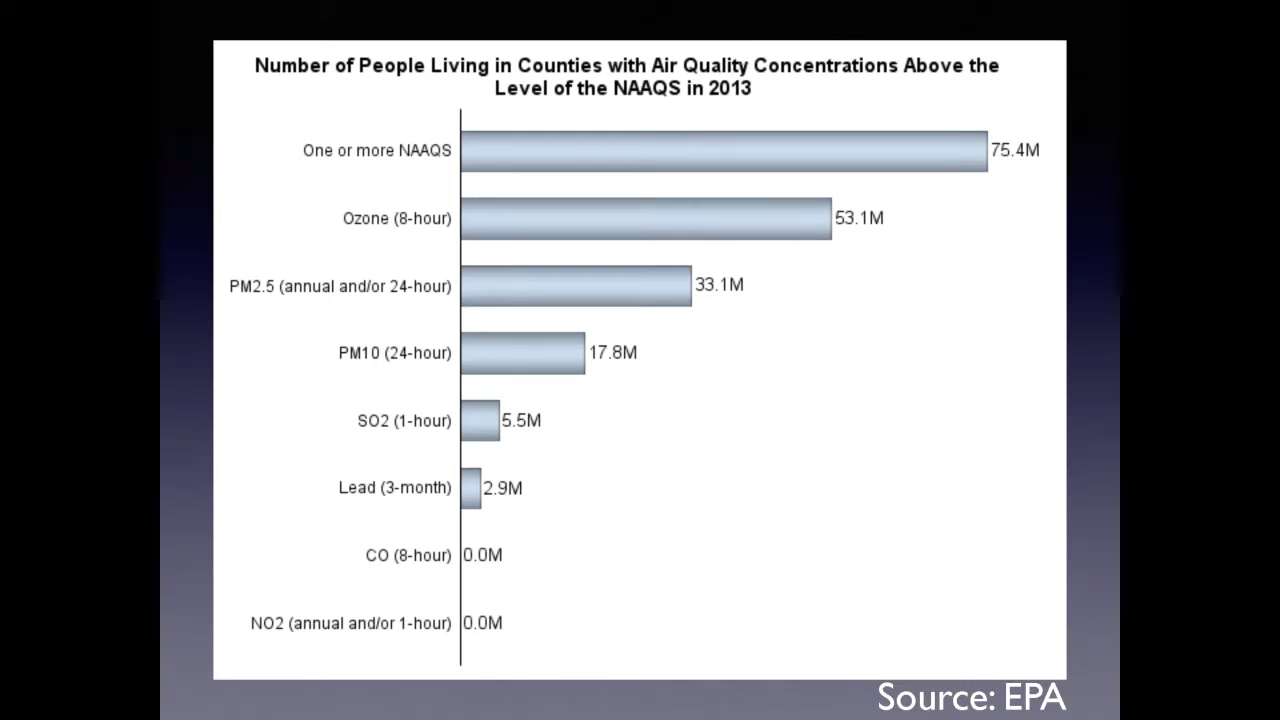 Number of People Living in Counties with Air Quality Concentrations Above the
Level of the NAAQS in 2013
One or more NAAQS 75.4M
Ozone (8-hour) 53.1M
PM2.5 (annual and/or 24-hour) 33.1M
PM10 (24-hour) 17.8M
SO2 (1-hour) 5.5M
Lead (3-month) 2.9M
CO (8-hour) 0.0M
NO2 (annual and/or 1-hour) 0.0M
Source: EPA